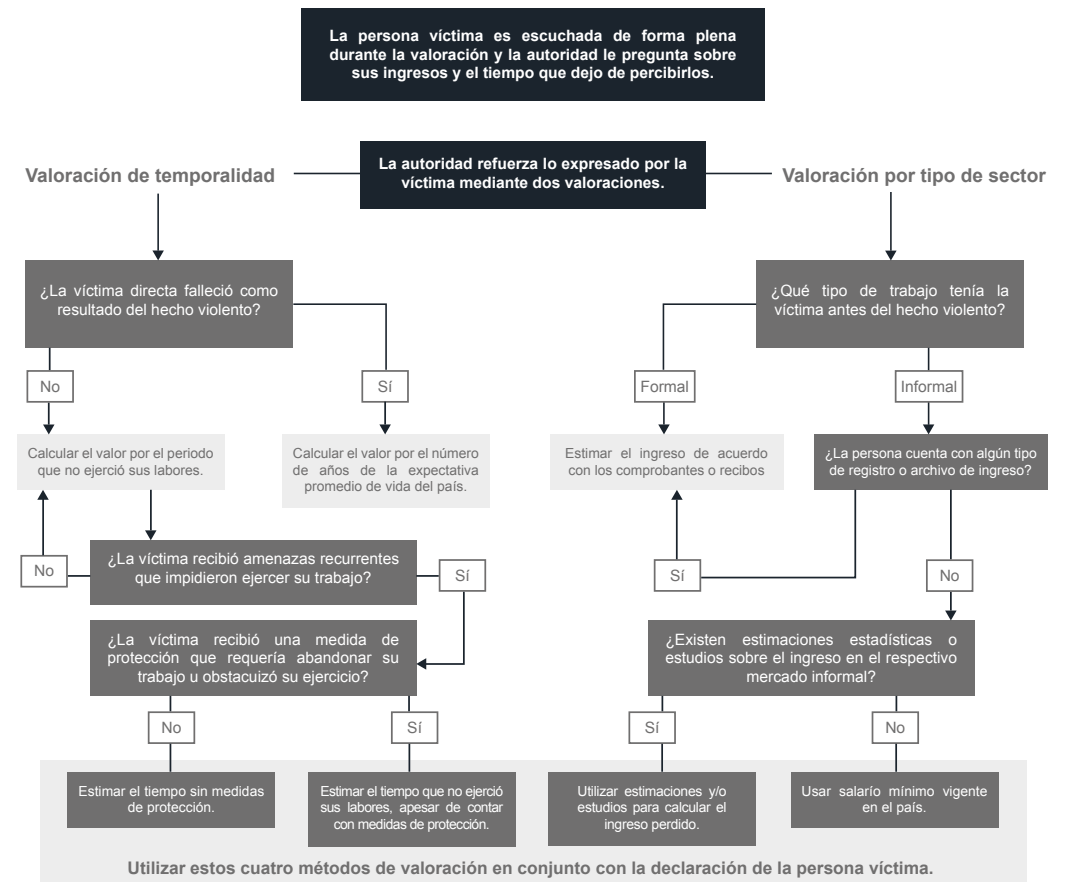 La persona víctima es escuchada de forma plena
durante la valoración y la autoridad le pregunta sobre
sus ingresos y el tiempo que dejo de percibirlos.
La autoridad refuerza lo expresado por la
víctima mediante dos valoraciones.
Valoración de temporalidad
Valoración por tipo de sector
¿La víctima directa falleció como
resultado del hecho violento?
¿Qué tipo de trabajo tenía la
víctima antes del hecho violento?
No
Sí
Formal
Informal
Calcular el valor por el periodo
que no ejerció sus labores.
Calcular el valor por el número
de años de la expectativa
promedio de vida del país.
Estimar el ingreso de acuerdo
con los comprobantes o recibos
¿La persona cuenta con algún tipo
de registro o archivo de ingreso?
¿La víctima recibió amenazas recurrentes
que impidieron ejercer su trabajo?
No
Sí
Sí
No
¿La víctima recibió una medida de
protección que requería abandonar su
trabajo u obstacuizó su ejercicio?
¿Existen estimaciones estadísticas o
estudios sobre el ingreso en el respectivo
mercado informal?
No
Sí
Sí
No
Estimar el tiempo sin medidas
de protección.
Estimar el tiempo que no ejerció
sus labores, apesar de contar
con medidas de protección.
Utilizar estimaciones y/o
estudios para calcular el
ingreso perdido.
Usar salarío mínimo vigente
en el país.
Utilizar estos cuatro métodos de valoración en conjunto con la declaración de la persona víctima.